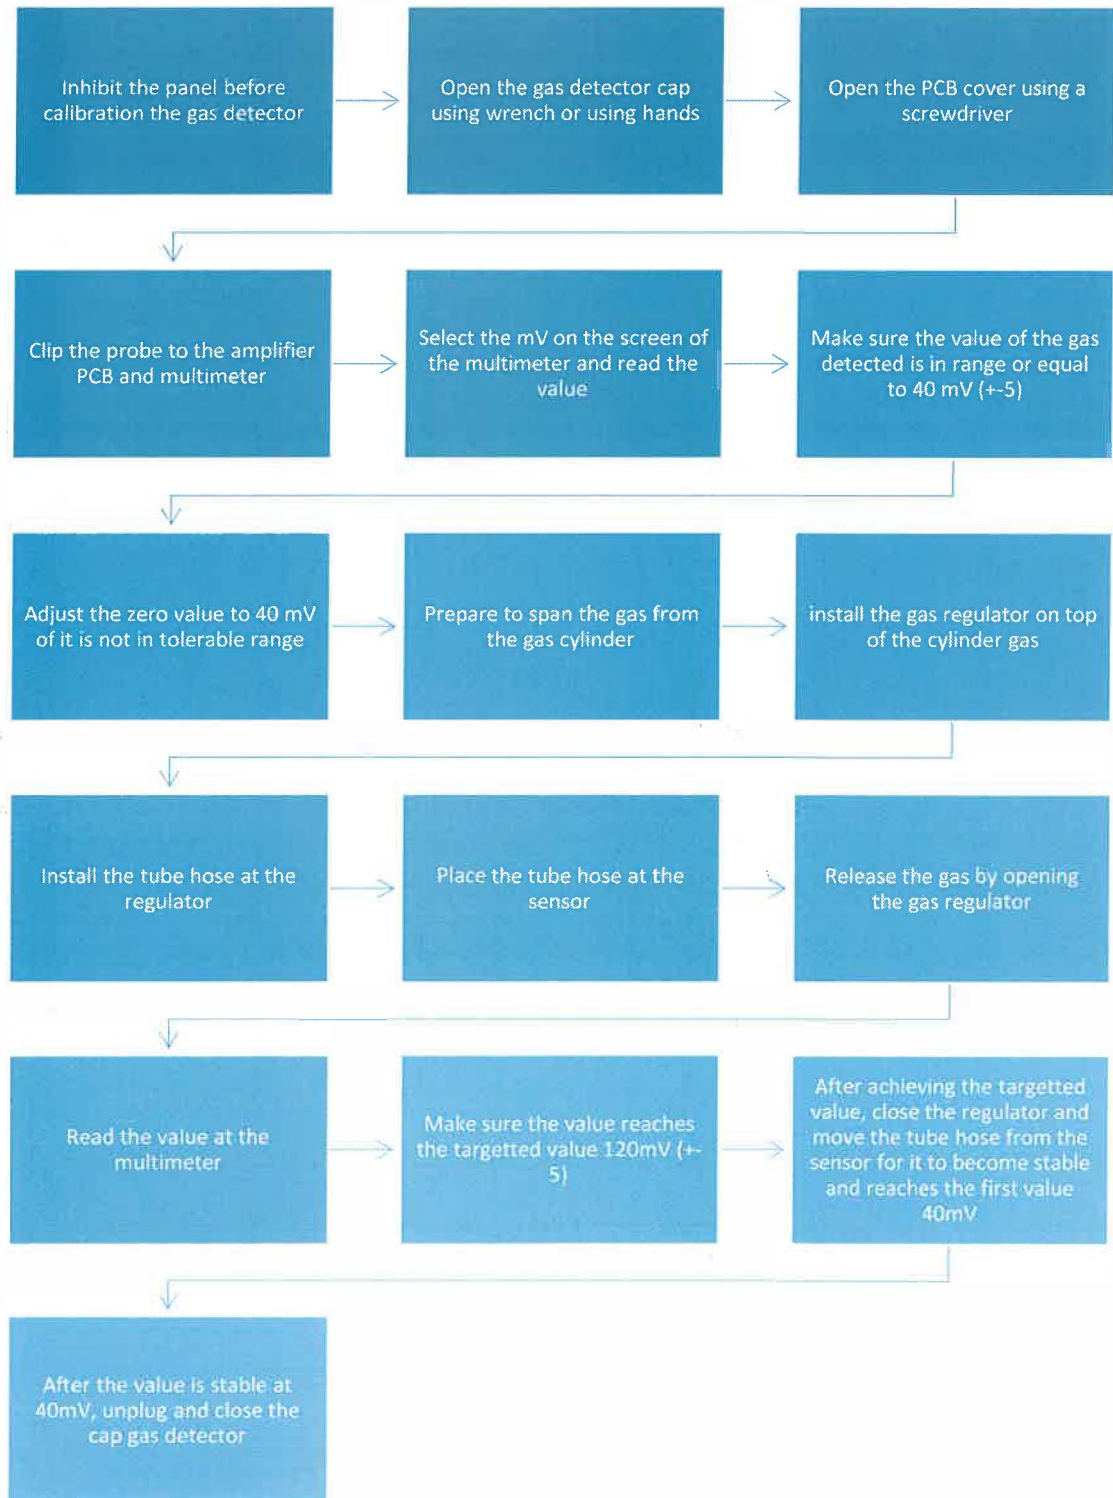 Inhibit the panel before
calibration the gas detector
Open the gas detector cap
using wrench or using hands
Open the PCB cover using a
screwdriver
Clip the probe to the amplifier
PCB and multimeter
Select the mV on the screen of
the multimeter and read the
value
Make sure the value of the gas
detected is in range or equal
to 40 mV (+-5)
Adjust the zero value to 40 mV
of it is not in tolerable range
Prepare to span the gas from
the gas cylinder
install the gas regulator on top
of the cylinder gas
Install the tube hose at the
regulator
Place the tube hose at the
sensor
Release the gas by opening
the gas regulator
Read the value at the
multimeter
Make sure the value reaches
the targetted value 120mV (+-
5)
After achieving the targetted
value, close the regulator and
move the tube hose from the
sensor for it to become stable
and reaches the first value
40mV
After the value is stable at
40mV, unplug and close the
cap gas detector